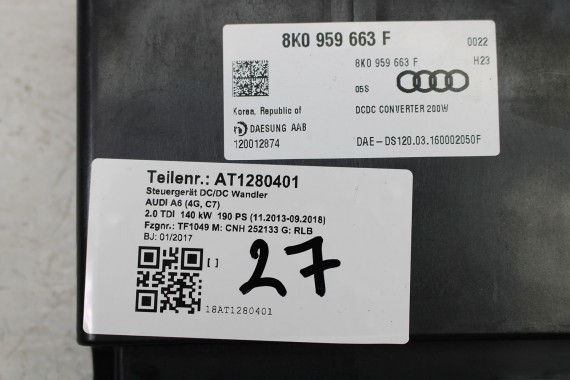 8K0 959 663 F
0022
8K0 959 663 F H23
05S
Korea, Republic of DCDC CONVERTER 200W
DAESUNG AAB
120012874 DAE-DS120.03.160002050F
Teilenr.: AT1280401
Steuergerät DC/DC Wandler
AUDI A6 (4G, C7)
2.0 TDI 140 kW 190 PS (11.2013-09.2018)
Fzgnr.: TF1049 M: CNH 252133 G: RLB
BJ: 01/2017
[ ]
27
18AT1280401